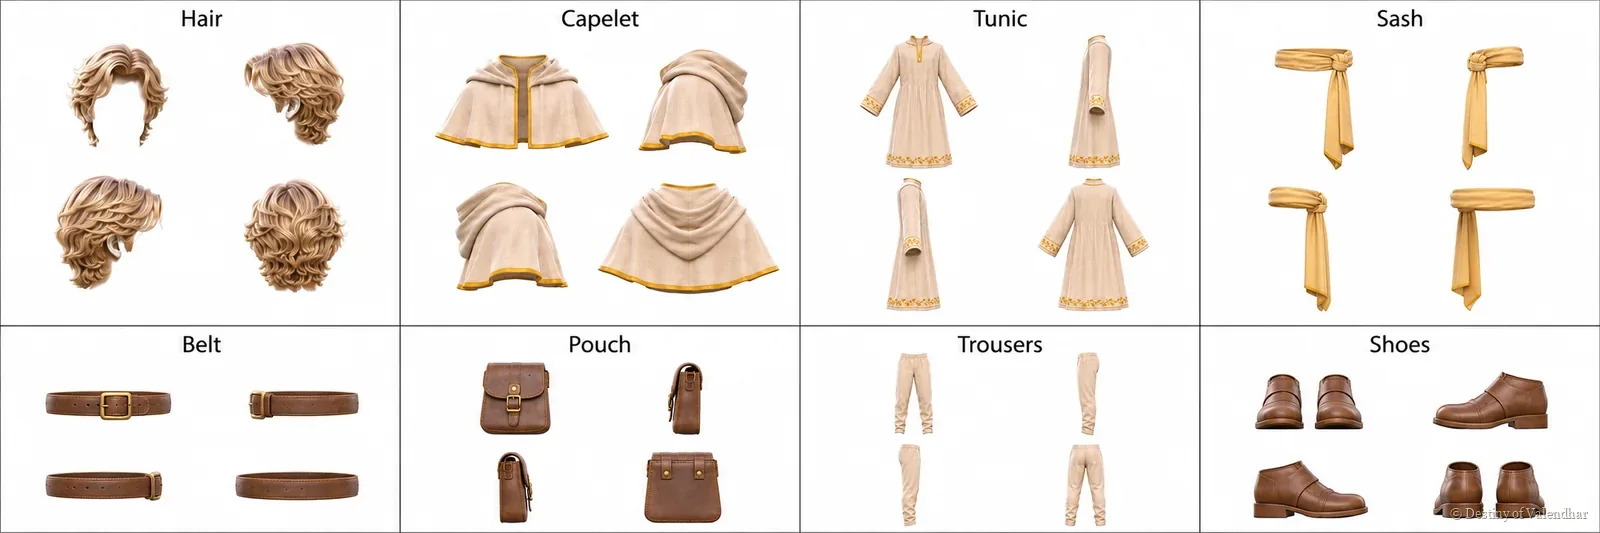 Hair
Capelet
Tunic
Sash
Belt
Pouch
Trousers
Shoes
© Destiny of Valendhar